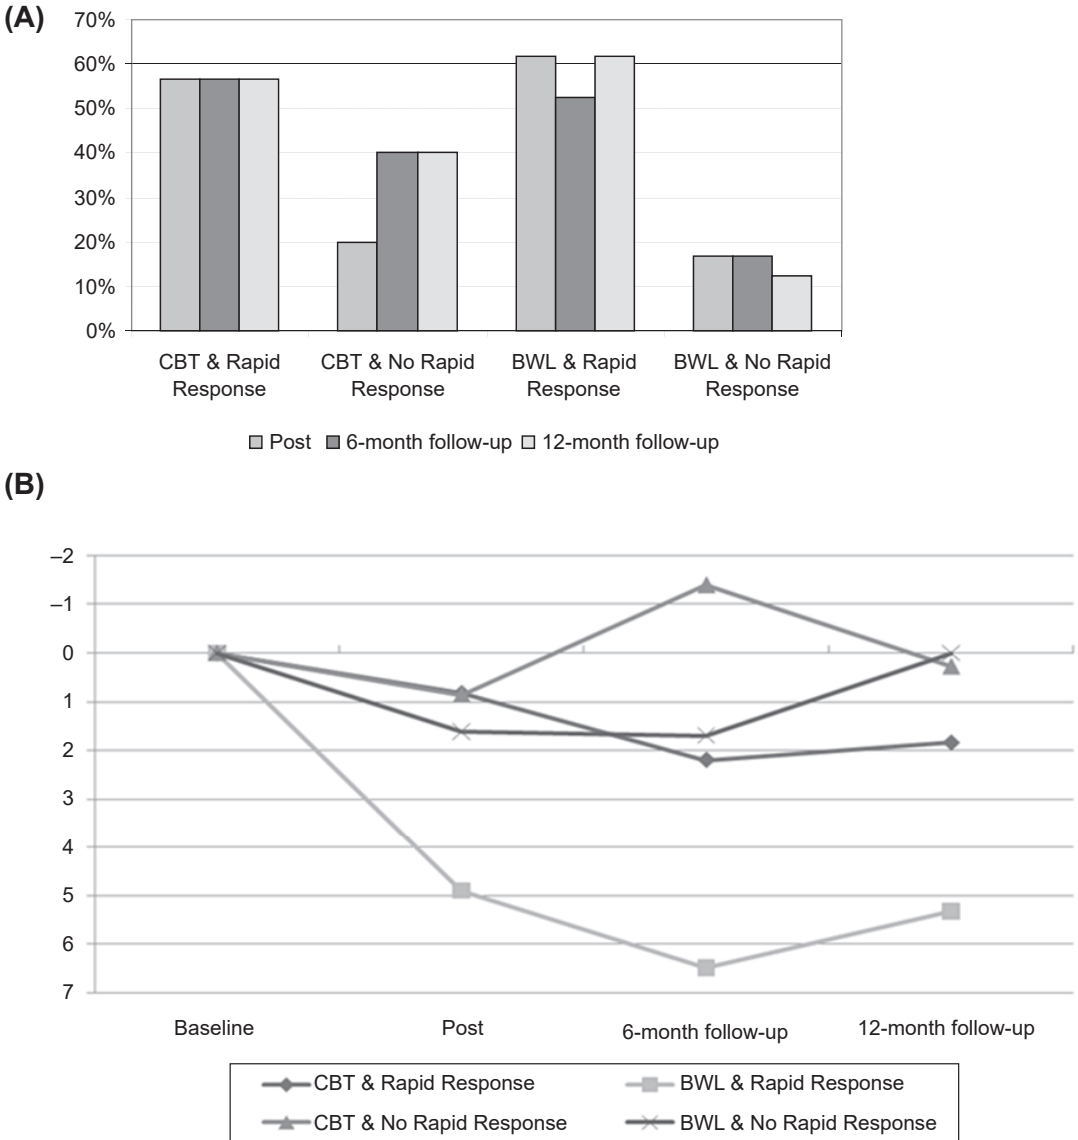 (A)
70%
60%
50%
40%
30%
20%
10%
0%
CBT & Rapid
Response
CBT & No Rapid
Response
BWL & Rapid
Response
BWL & No Rapid
Response
Post 6-month follow-up 12-month follow-up
(B)
–2
–1
0
1
2
3
4
5
6
7
Baseline Post 6-month follow-up 12-month follow-up
CBT & Rapid Response BWL & Rapid Response
CBT & No Rapid Response BWL & No Rapid Response